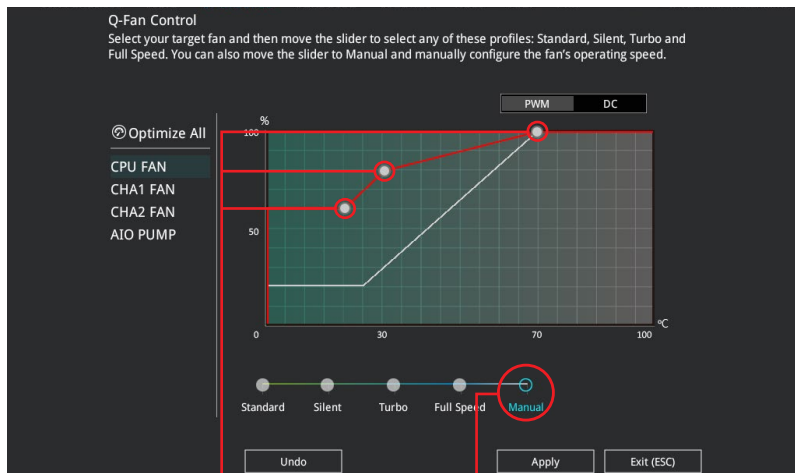 Q-Fan Control
Select your target fan and then move the slider to select any of these profiles: Standard, Silent, Turbo and
Full Speed. You can also move the slider to Manual and manually configure the fan's operating speed.
PWM DC
%
Optimize All
100
CPU FAN
CHA1 FAN
CHA2 FAN
AIO PUMP
50
ºC
0 30 70 100
Standard Silent Turbo Full Speed Manual
Undo Apply Exit (ESC)